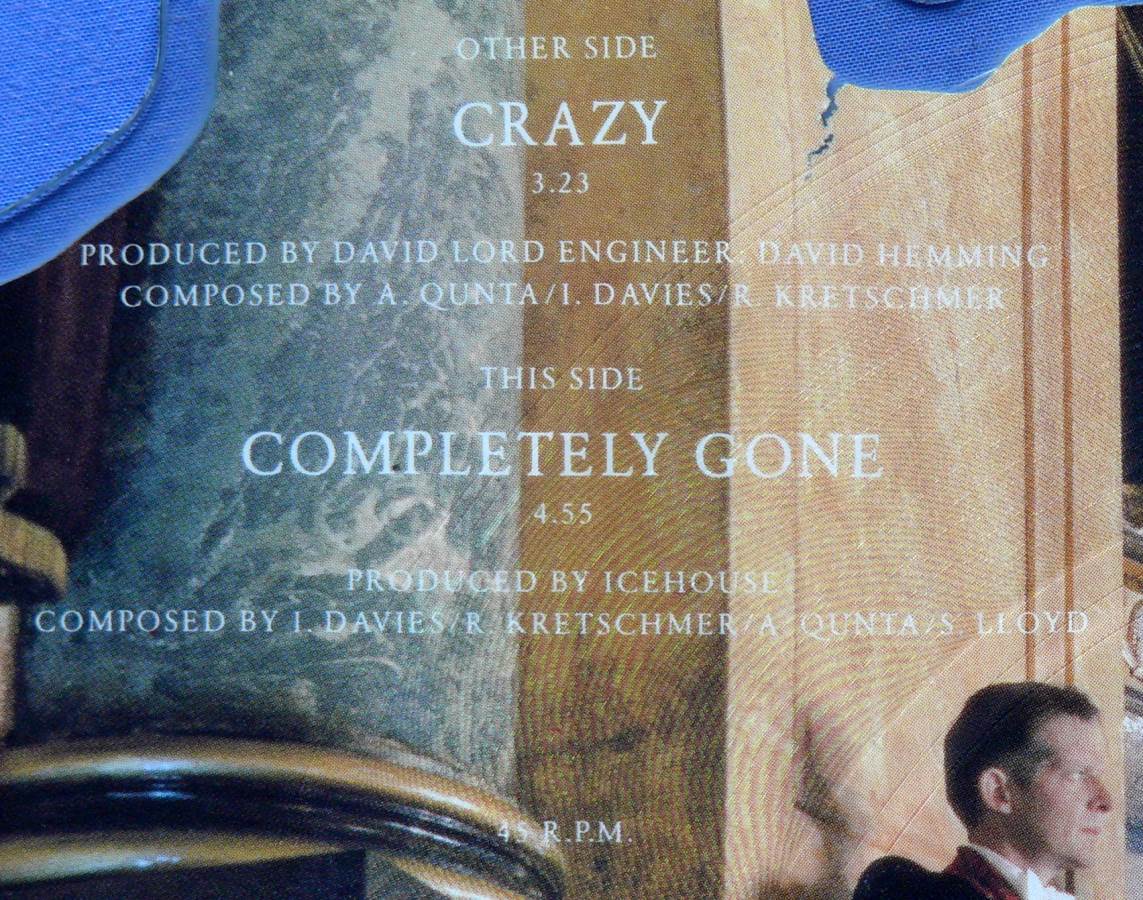 OTHER SIDE
CRAZY
3.23
PRODUCED BY DAVID LORD ENGINEER: DAVID HEMMING
COMPOSED BY A. QUNTA/I. DAVIES/R. KRETSCHMER
THIS SIDE
COMPLETELY GONE
4.55
PRODUCED BY ICEHOUSE
COMPOSED BY I. DAVIES/R. KRETSCHMER/A. QUNTA/S. LLOYD
45 R.P.M.